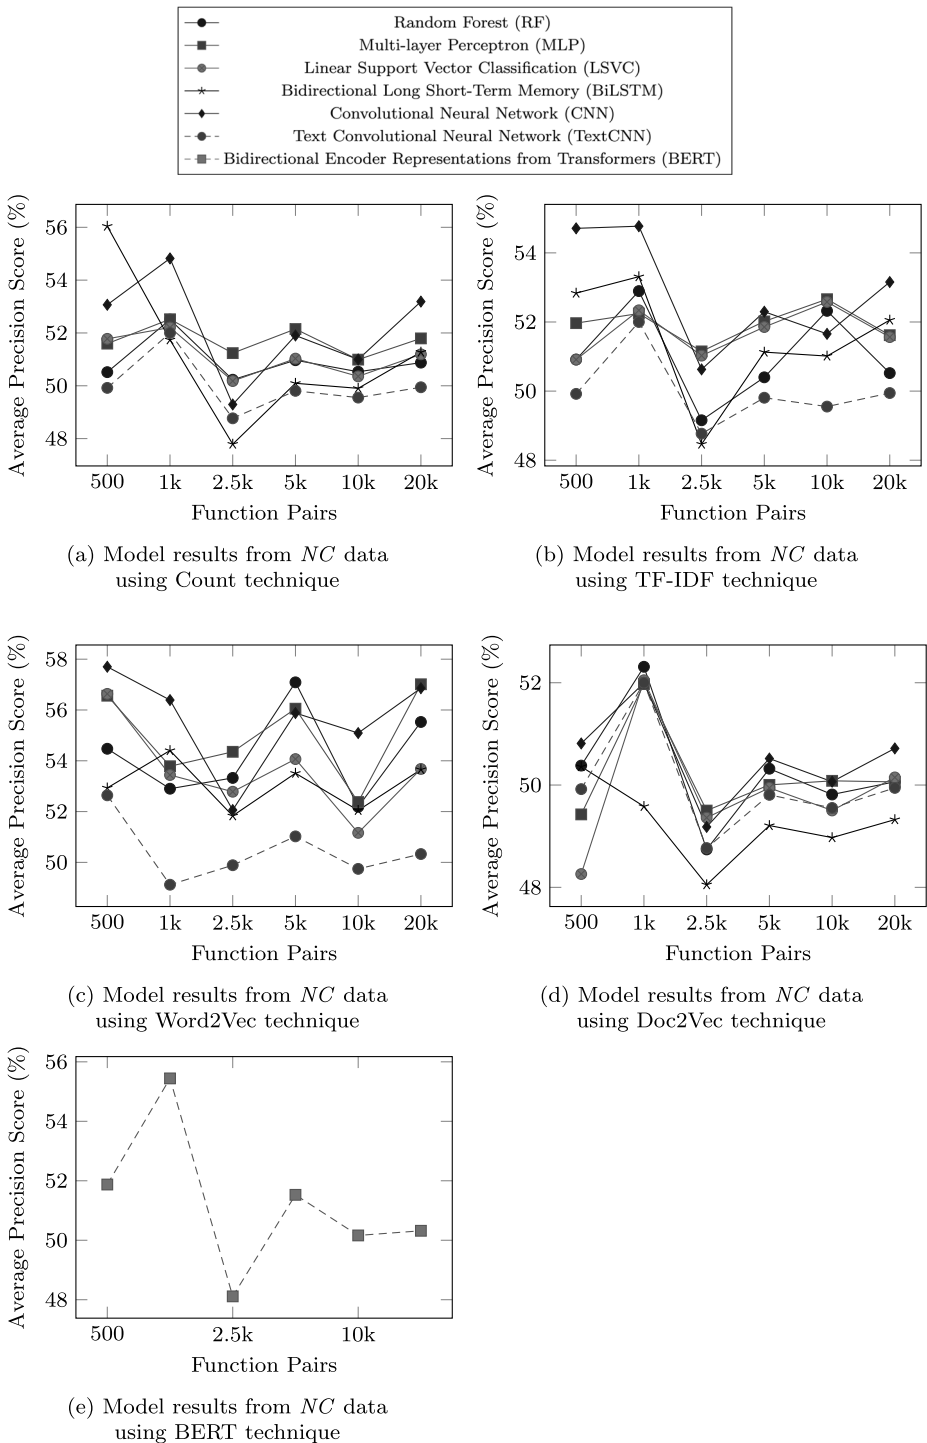 Random Forest (RF)
Multi-layer Perceptron (MLP)
Linear Support Vector Classification (LSVC)
Bidirectional Long Short-Term Memory (BiLSTM)
Convolutional Neural Network (CNN)
Text Convolutional Neural Network (TextCNN)
Bidirectional Encoder Representations from Transformers (BERT)
Average Precision Score (%)
56
54
52
50
48
500 1k 2.5k 5k 10k 20k
Function Pairs
(a) Model results from NC data
using Count technique
Average Precision Score (%)
54
52
50
48
500 1k 2.5k 5k 10k 20k
Function Pairs
(b) Model results from NC data
using TF-IDF technique
Average Precision Score (%)
58
56
54
52
50
500 1k 2.5k 5k 10k 20k
Function Pairs
(c) Model results from NC data
using Word2Vec technique
Average Precision Score (%)
52
50
48
500 1k 2.5k 5k 10k 20k
Function Pairs
(d) Model results from NC data
using Doc2Vec technique
Average Precision Score (%)
56
54
52
50
48
500 2.5k 10k
Function Pairs
(e) Model results from NC data
using BERT technique